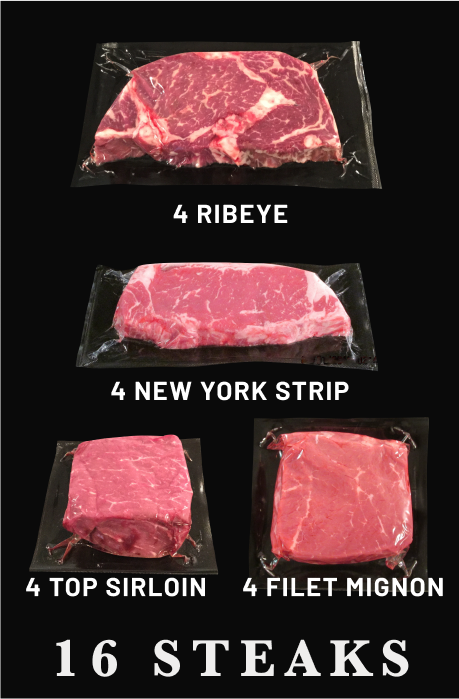 4 RIBEYE
4 NEW YORK STRIP
4 TOP SIRLOIN
4 FILET MIGNON
16 STEAKS